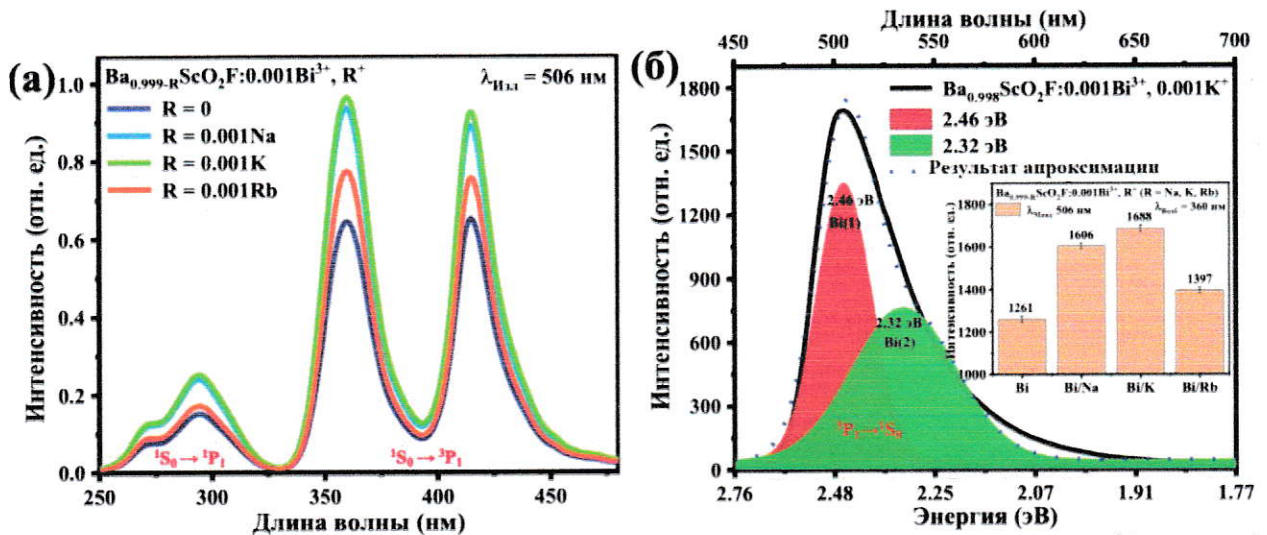 (а)
Ba0.999-RScO2F:0.001Bi3+, R+
λИзл = 506 нм
R = 0
R = 0.001Na
R = 0.001K
R = 0.001Rb
Интенсивность (отн. ед.)
1.0
0.8
0.6
0.4
0.2
0.0
1S0 → 1P1
1S0 → 3P1
250 300 350 400 450
Длина волны (нм)
(б)
Длина волны (нм)
450 500 550 600 650 700
Ba0.998ScO2F:0.001Bi3+, 0.001K+
2.46 эВ
2.32 эВ
Результат апроксимации
Интенсивность (отн. ед.)
1800
1500
1200
900
600
300
0
2.46 эВ
Bi(1)
2.32 эВ
Bi(2)
3P1→1S0
Ba0.999-RScO2F:0.001Bi3+, R+ (R = Na, K, Rb)
506 нм
= 360 нм
Интенсивность (отн. ед.)
1800
1600
1400
1200
1000
1261
1606
1688
1397
Bi Bi/Na Bi/K Bi/Rb
2.76 2.48 2.25 2.07 1.91 1.77
Энергия (эВ)